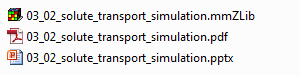 03_02_solute_transport_simulation.mmZLib
03_02_solute_transport_simulation.pdf
03_02_solute_transport_simulation.pptx